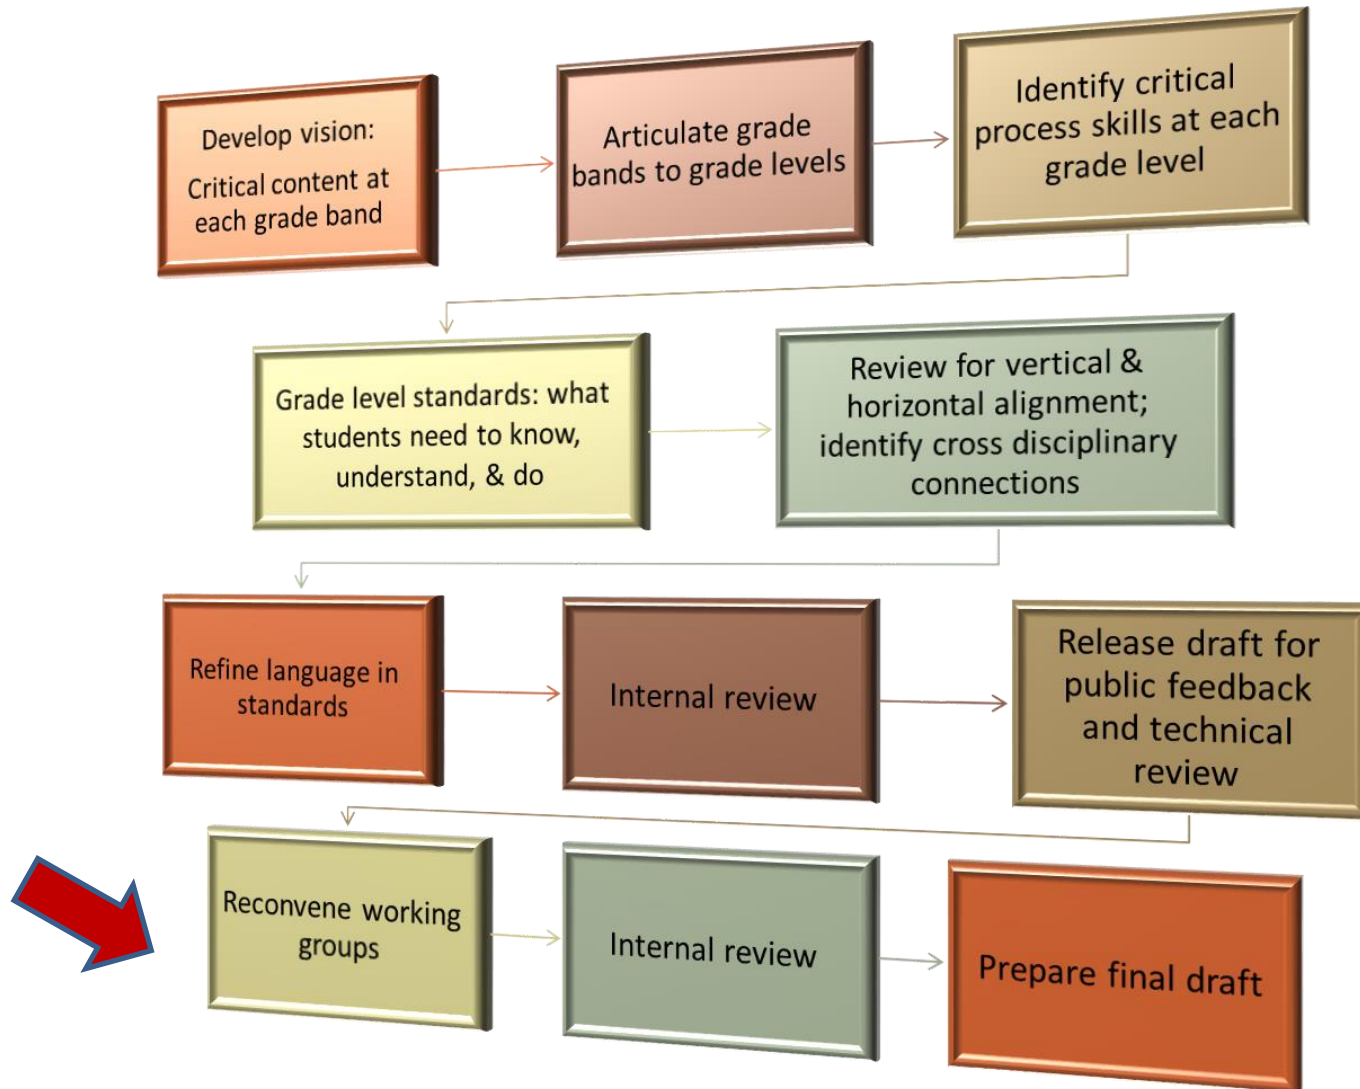 Develop vision:
Critical content at
each grade band
Articulate grade
bands to grade levels
Identify critical
process skills at each
grade level
Grade level standards: what
students need to know,
understand, & do
Review for vertical &
horizontal alignment;
identify cross disciplinary
connections
Refine language in
standards
Internal review
Release draft for
public feedback
and technical
review
Reconvene working
groups
Internal review
Prepare final draft